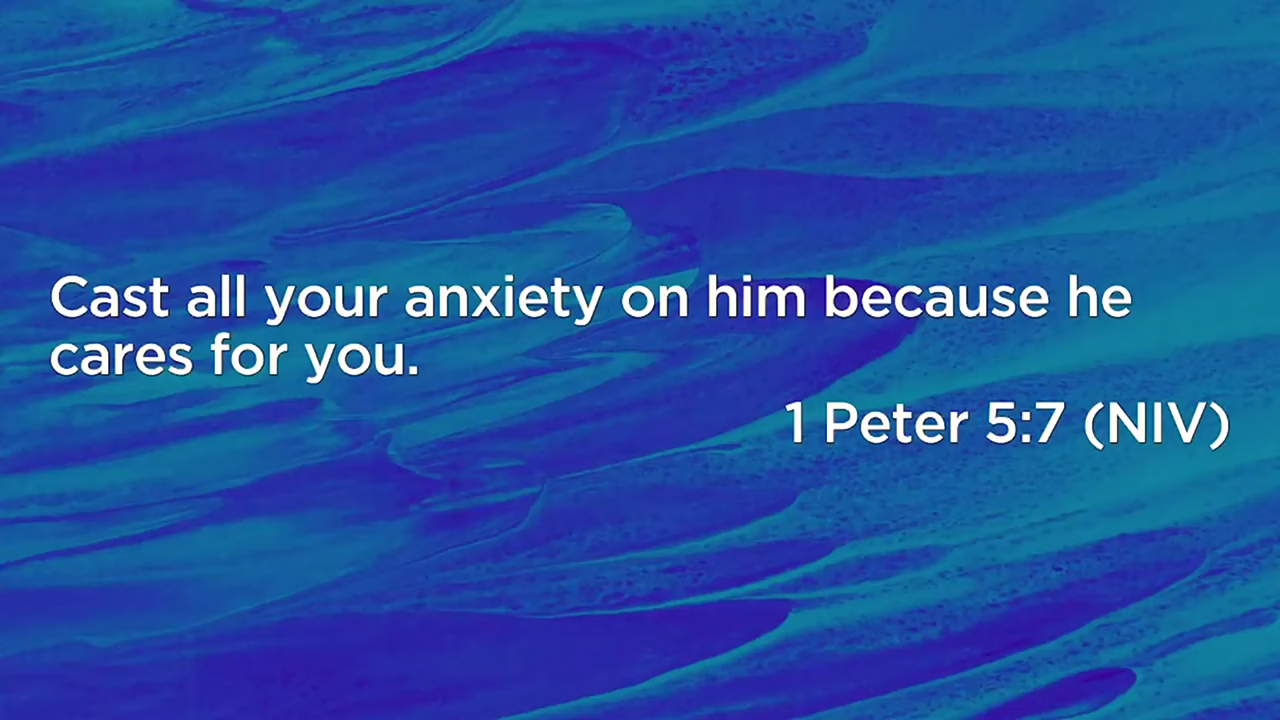 Cast all your anxiety on him because he
cares for you.
1 Peter 5:7 (NIV)